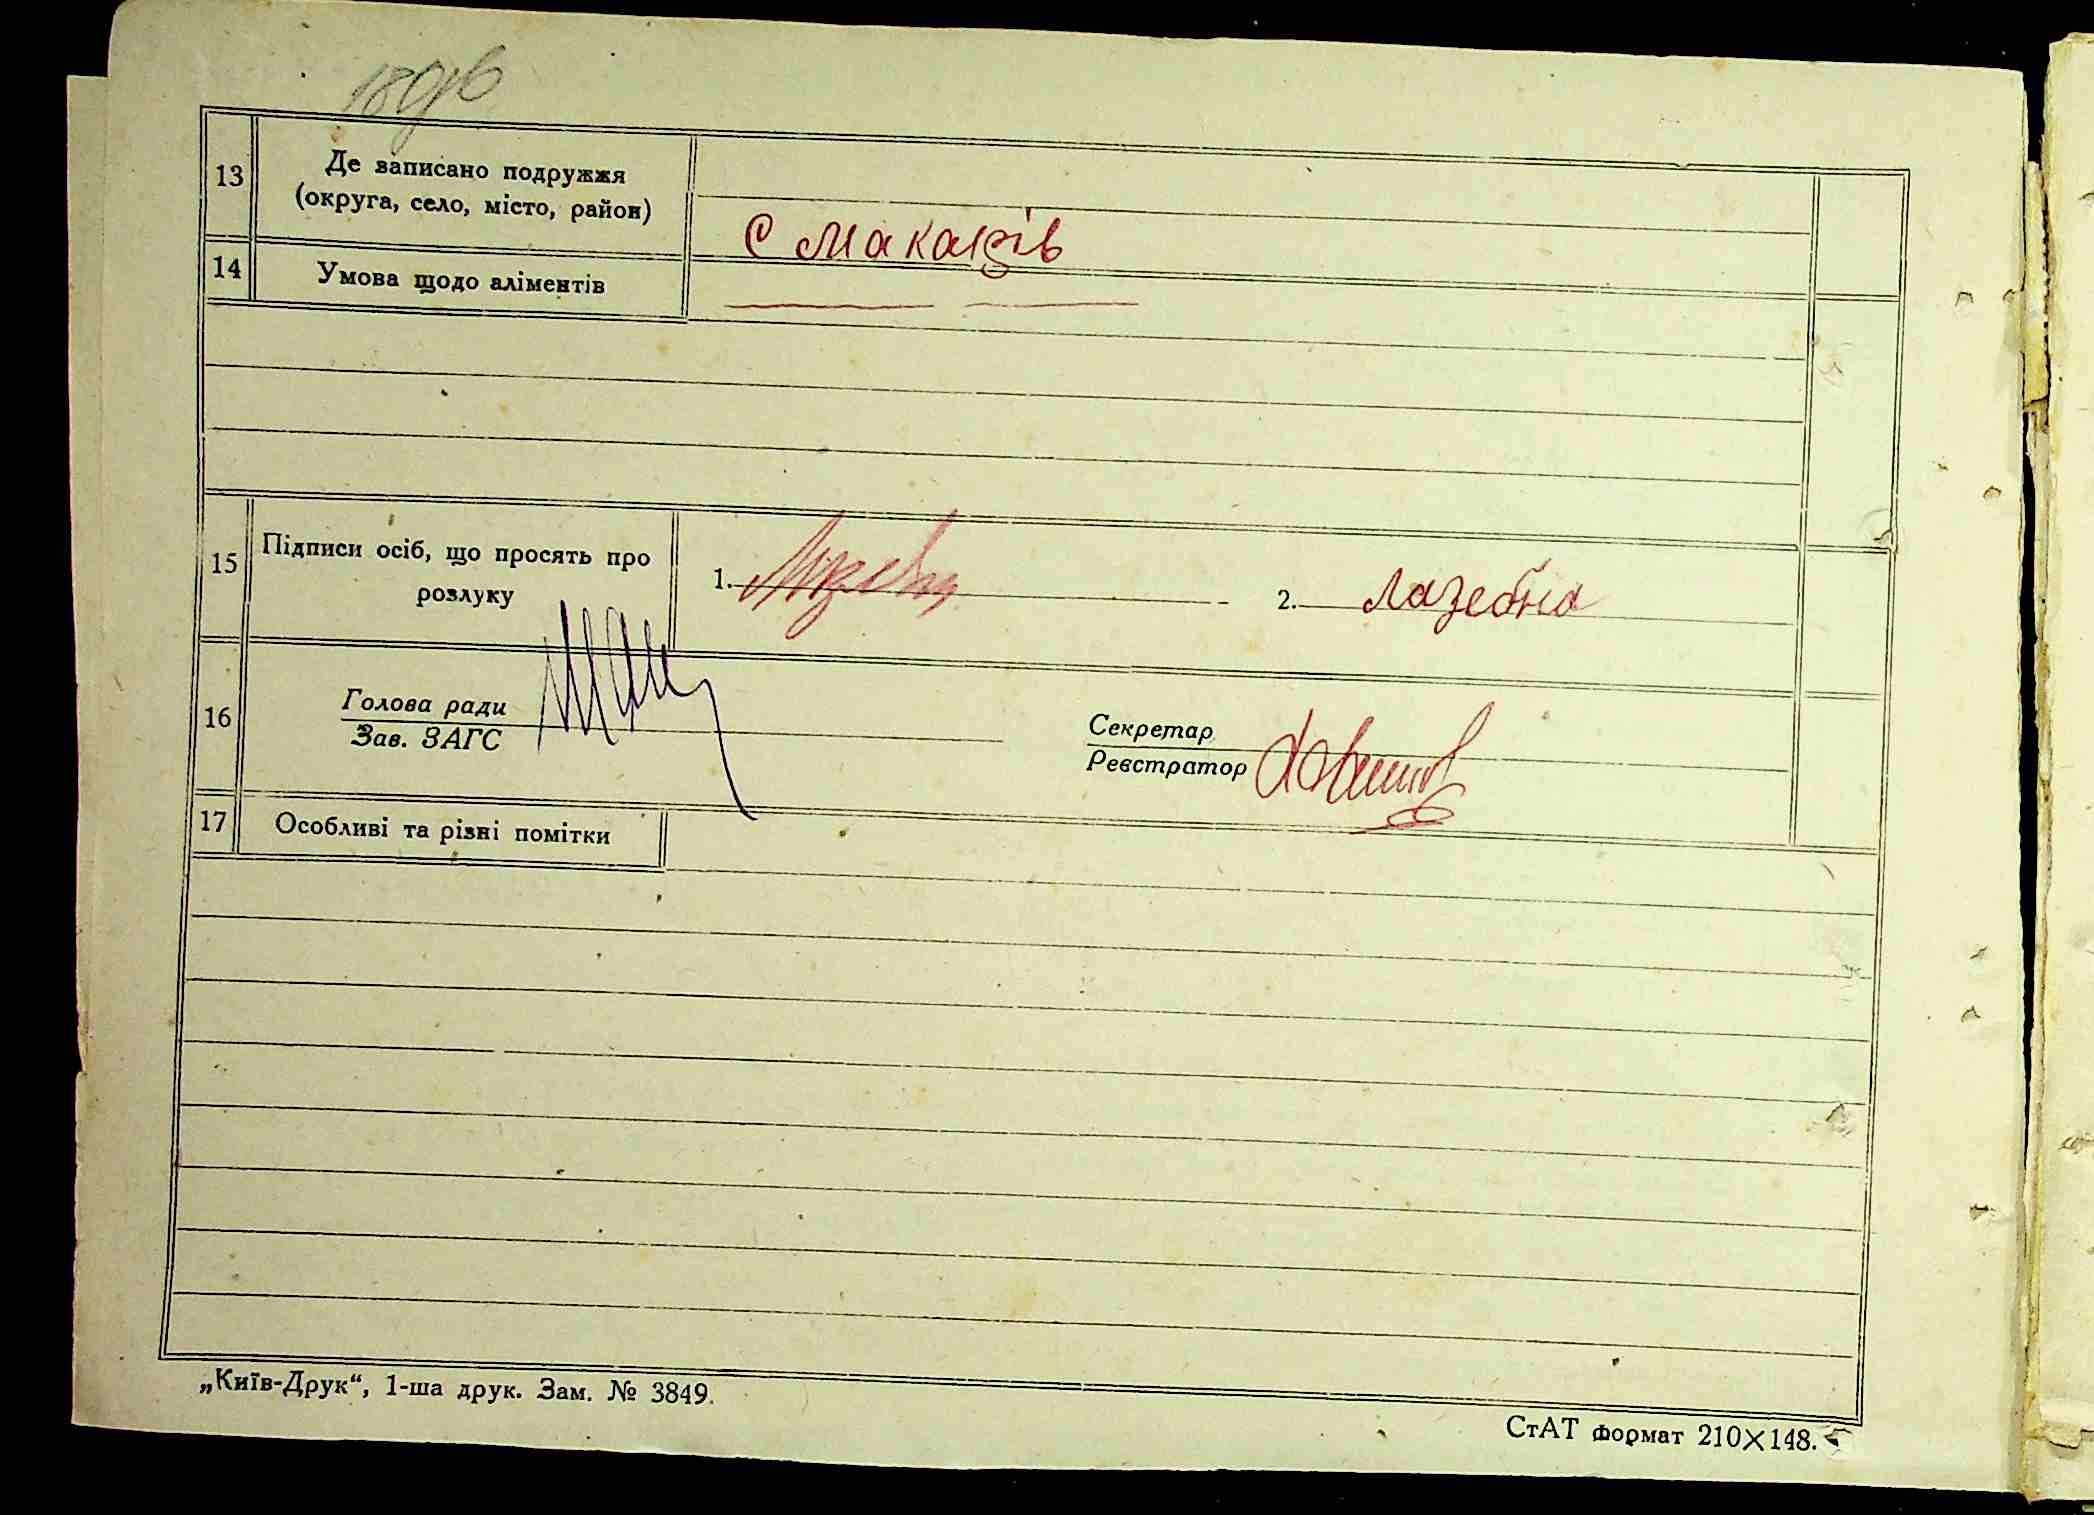 13
Де записано подружжя
(округа, село, місто, район)
С Макарів
14
Умова щодо аліментів
15
Підписи осіб, що просять про
розлуку
1.
2. Лазебна
16
Голова ради
Зав. ЗАГС
Секретар
Реєстратор
17
Особливі та різні помітки
„Київ-Друк“, 1-ша друк. Зам. № 3849.
СтАТ формат 210×148.